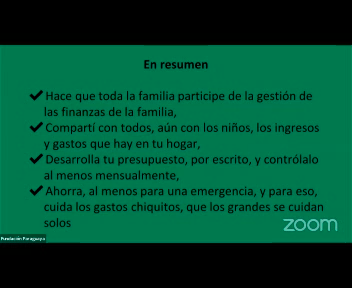 En resumen
Hace que toda la familia participe de la gestión de
las finanzas de la familia,
Compartí con todos, aún con los niños, los ingresos
y gastos que hay en tu hogar,
Desarrolla tu presupuesto, por escrito, y contrólalo
al menos mensualmente,
Ahorra, al menos para una emergencia, y para eso,
cuida los gastos chiquitos, que los grandes se cuidan
solos
zoom
Fundación Paraguaya